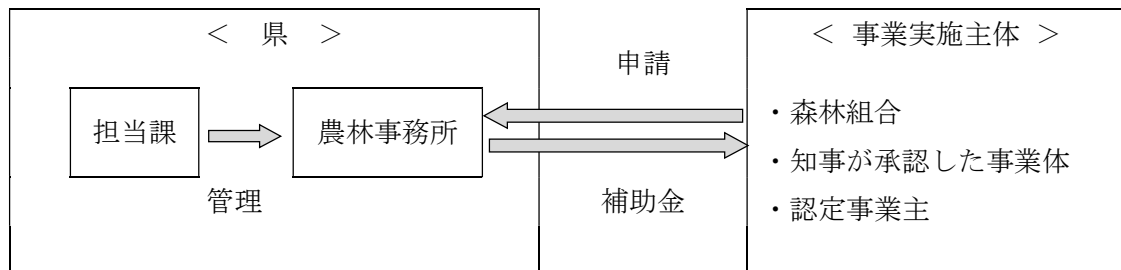 ＜　県　＞
担当課
農林事務所
管理
申請
補助金
＜ 事業実施主体 ＞
・森林組合
・知事が承認した事業体
・認定事業主